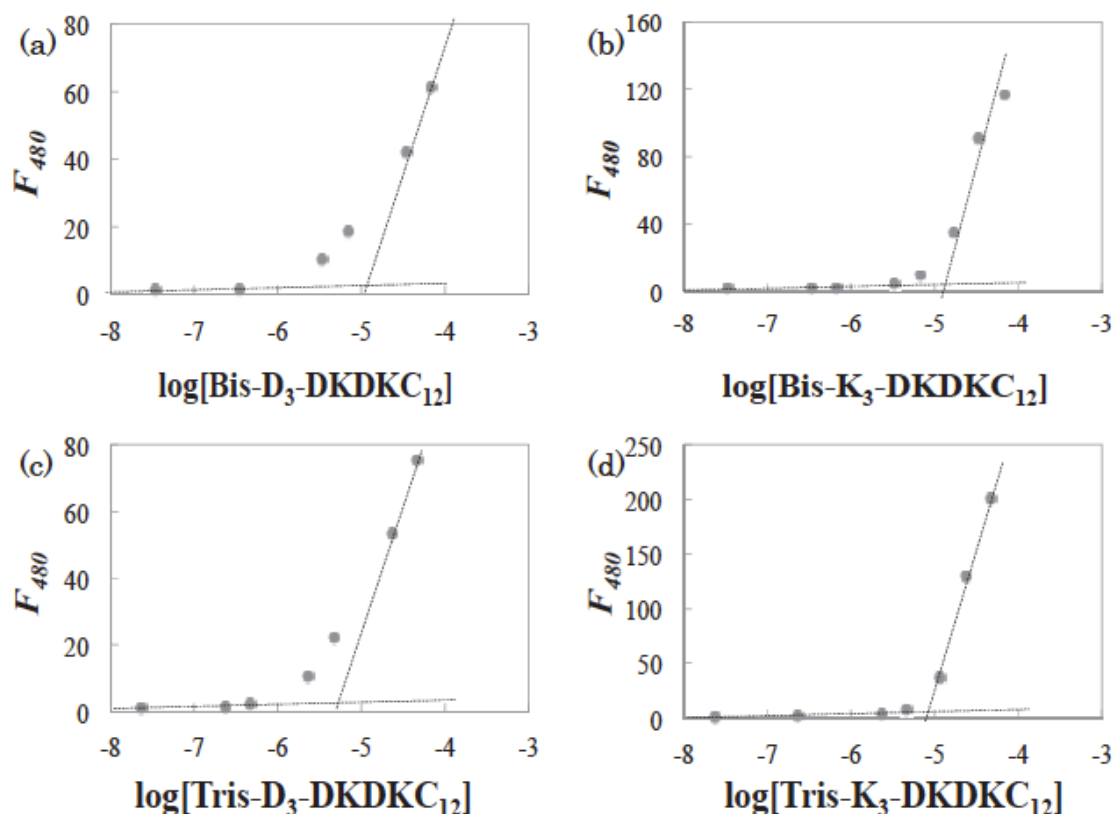 (a)
80
60
40
20
0
F480
-8 -7 -6 -5 -4 -3
log[Bis-D3-DKDKC12]
(b)
160
120
80
40
0
F480
-8 -7 -6 -5 -4 -3
log[Bis-K3-DKDKC12]
(c)
80
60
40
20
0
F480
-8 -7 -6 -5 -4 -3
log[Tris-D3-DKDKC12]
(d)
250
200
150
100
50
0
F480
-8 -7 -6 -5 -4 -3
log[Tris-K3-DKDKC12]